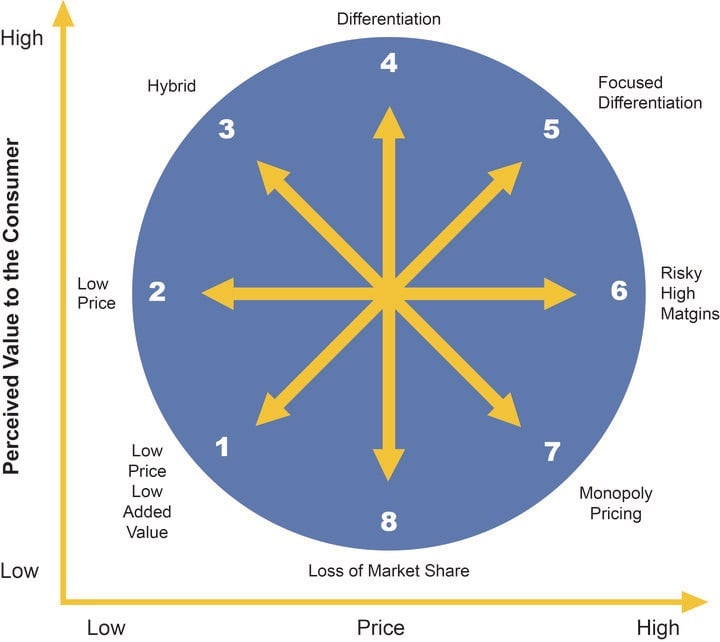 Differentiation
High
4
Hybrid
Focused
Differentiation
3
5
Perceived Value to the Consumer
Low
Price
2
6
Risky
High
Matgins
1
7
Low
Price
Low
Added
Value
Monopoly
Pricing
8
Low
Loss of Market Share
Low
Price
High